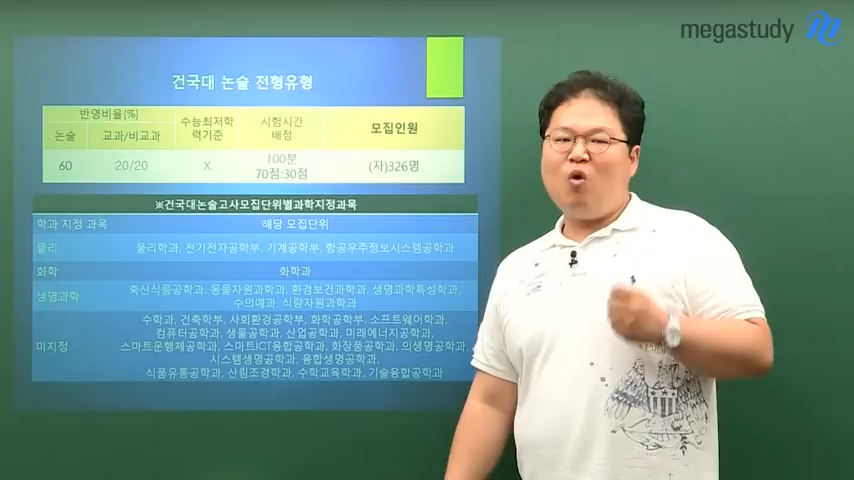 megastudy
건국대 논술 전형유형
반영비율(%)
논술
교과/비교과
수능최저학
력기준
시험시간
배점
모집인원
60
20/20
X
100분
70점:30점
(자)326명
※건국대논술고사모집단위별과학지정과목
학과 지정 과목
해당 모집단위
물리
물리학과, 전기전자공학부, 기계공학부, 항공우주정보시스템공학과
화학
화학과
생명과학
축산식품공학과, 동물자원과학과, 환경보건과학과, 생명과학특성학과,
수의예과, 식량자원과학과
미지정
수학과, 건축학부, 사회환경공학부, 화학공학부, 소프트웨어학과,
컴퓨터공학과, 생물공학과, 산업공학과, 미래에너지공학과,
스마트운행체공학과, 스마트ICT융합공학과, 화장품공학과, 의생명공학과,
시스템생명공학과, 융합생명공학과,
식품유통공학과, 산림조경학과, 수학교육학과, 기술융합공학과